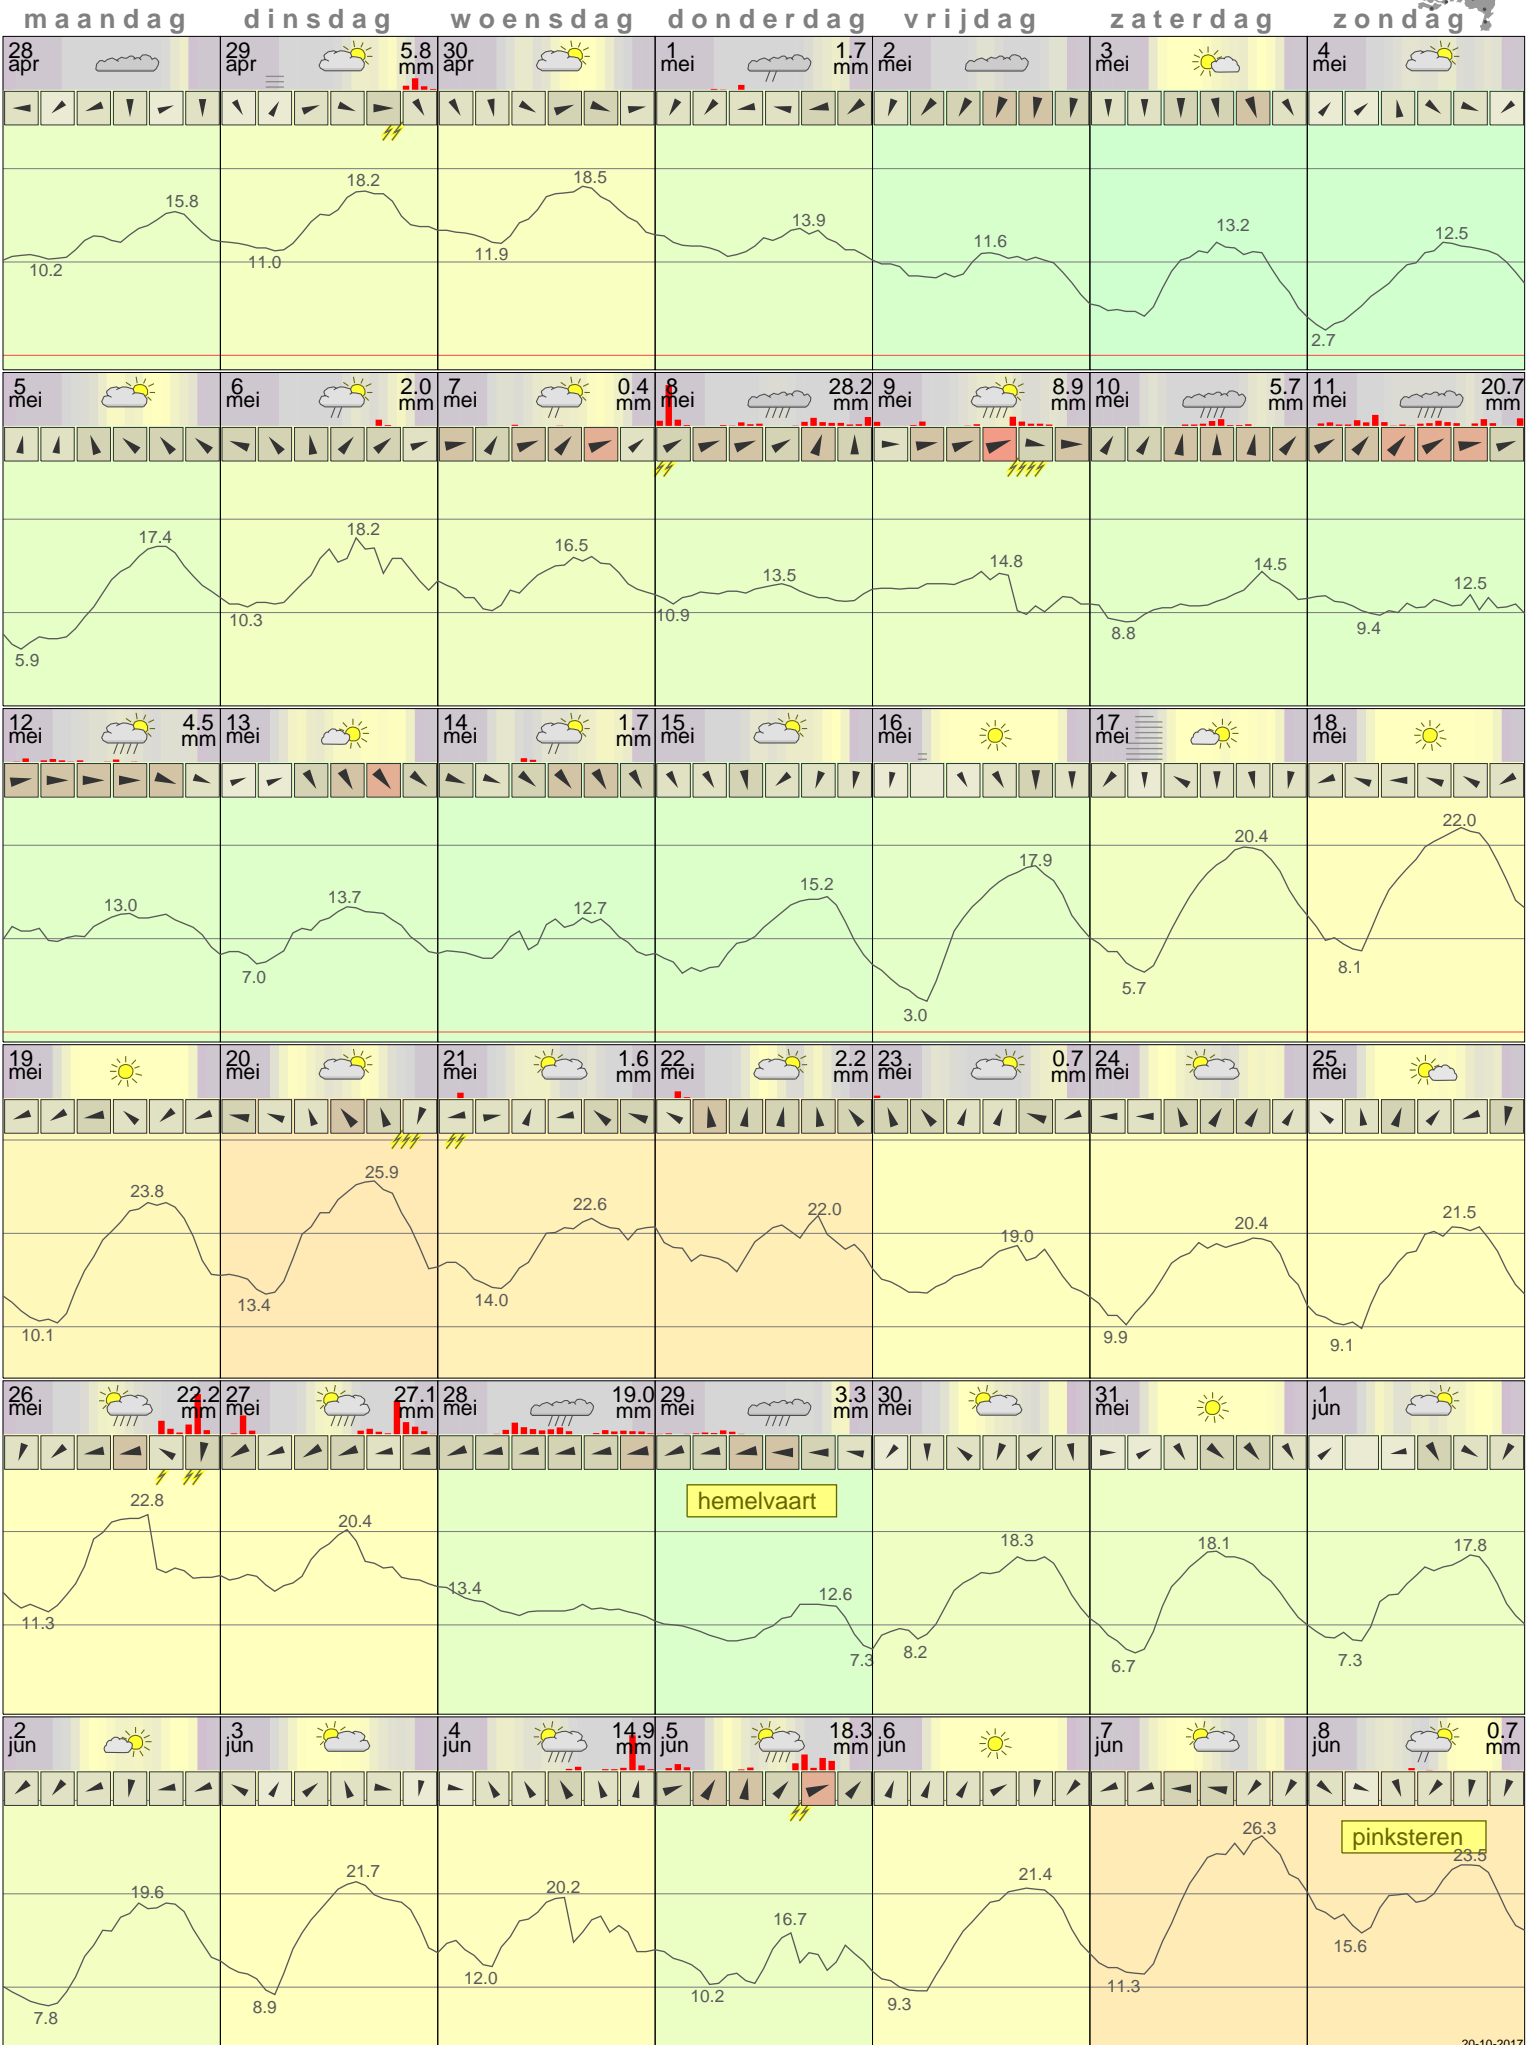 maandag dinsdag woensdag donderdag vrijdag zaterdag zondag
28 apr 29 apr 5.8 mm 30 apr 1 mei 1.7 mm 2 mei 3 mei 4 mei
15.8 18.2 18.5 13.9 11.6 13.2 12.5
10.2 11.0 11.9 2.7
5 mei 6 mei 2.0 mm 7 mei 0.4 mm 8 mei 28.2 mm 9 mei 8.9 mm 10 mei 5.7 mm 11 mei 20.7 mm
17.4 18.2 16.5 13.5 14.8 14.5 12.5
5.9 10.3 10.9 8.8 9.4
12 mei 4.5 mm 13 mei 14 mei 1.7 mm 15 mei 16 mei 17 mei 18 mei
13.0 13.7 12.7 15.2 17.9 20.4 22.0
7.0 3.0 5.7 8.1
19 mei 20 mei 21 mei 1.6 mm 22 mei 2.2 mm 23 mei 0.7 mm 24 mei 25 mei
23.8 25.9 22.6 22.0 19.0 20.4 21.5
10.1 13.4 14.0 9.9 9.1
26 mei 22.2 mm 27 mei 27.1 mm 28 mei 19.0 mm 29 mei 3.3 mm 30 mei 31 mei 1 jun
hemelvaart
22.8 20.4 13.4 12.6 18.3 18.1 17.8
11.3 7.3 8.2 6.7 7.3
2 jun 3 jun 4 jun 14.9 mm 5 jun 18.3 mm 6 jun 7 jun 8 jun 0.7 mm
pinksteren
19.6 21.7 20.2 16.7 21.4 26.3 23.5
7.8 8.9 12.0 10.2 9.3 11.3 15.6
20-10-2017